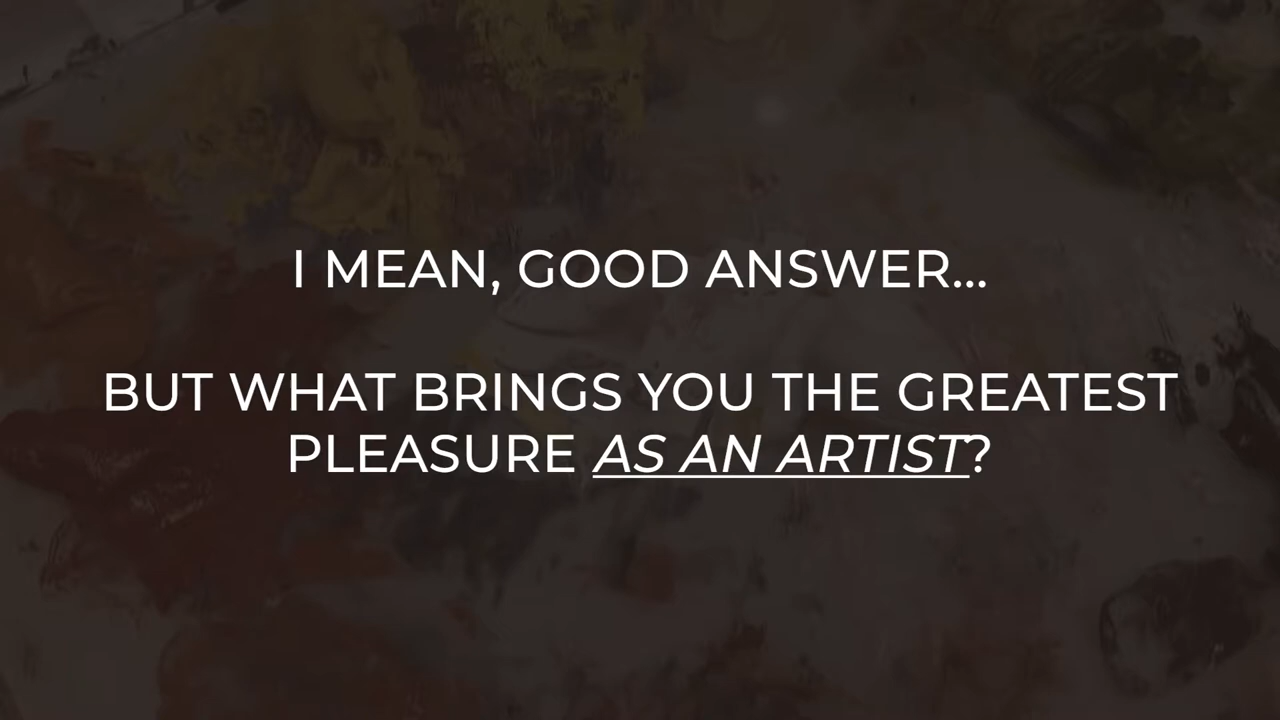 I MEAN, GOOD ANSWER...
BUT WHAT BRINGS YOU THE GREATEST
PLEASURE AS AN ARTIST?